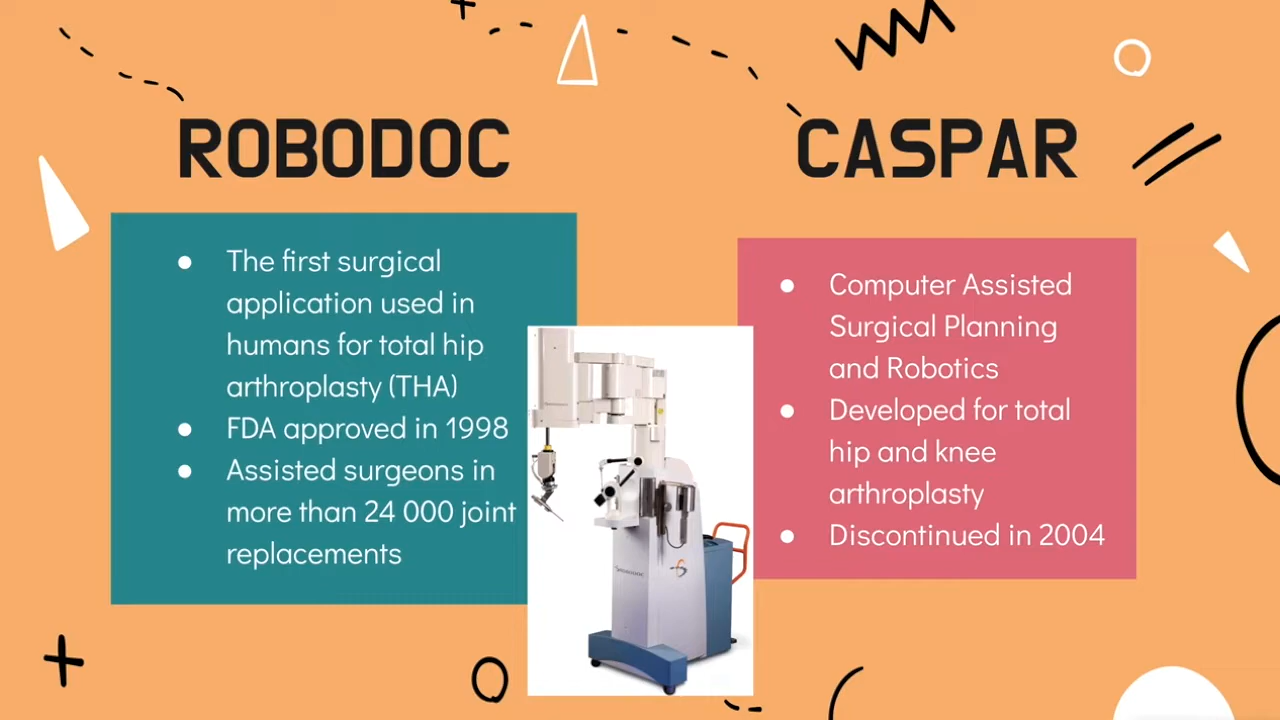 ROBODOC
● The first surgical
application used in
humans for total hip
arthroplasty (THA)
● FDA approved in 1998
● Assisted surgeons in
more than 24 000 joint
replacements
CASPAR
● Computer Assisted
Surgical Planning
and Robotics
● Developed for total
hip and knee
arthroplasty
● Discontinued in 2004